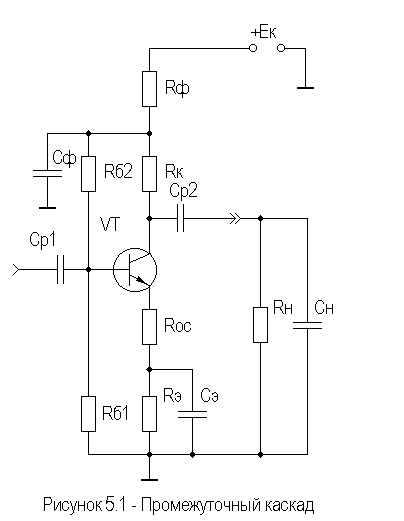 +Eк
Rф
Cф
Rб2
Rк
Cр2
VT
Cр1
Rос
Rн
Cн
Rэ
Cэ
Rб1
Рисунок 5.1 - Промежуточный каскад